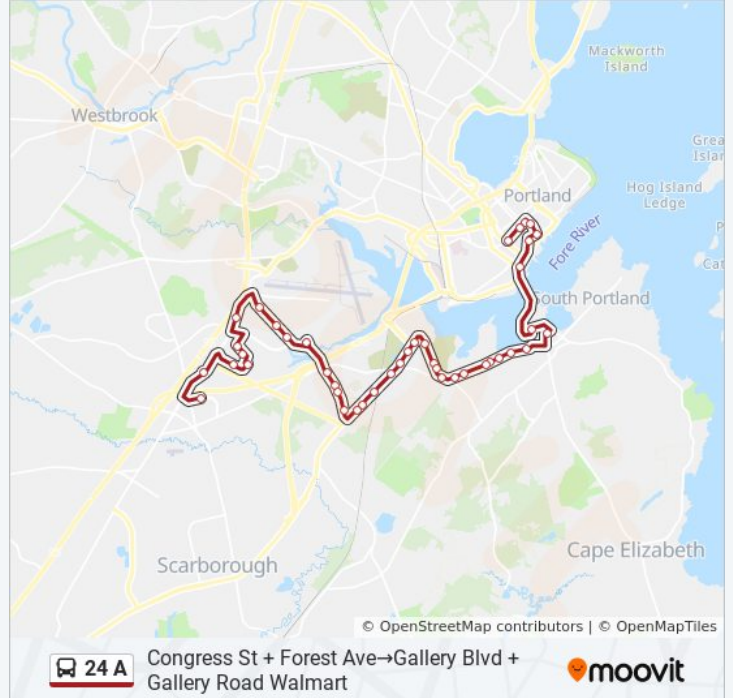 Mackworth
Island
Westbrook
Grea
Islan
Portland
Hog Island
Ledge
P
Fore River
Cat
South Portland
Cape Elizabeth
Scarborough
© OpenStreetMap contributors | © OpenMapTiles
24 A
Congress St + Forest Ave→Gallery Blvd +
Gallery Road Walmart
moovit